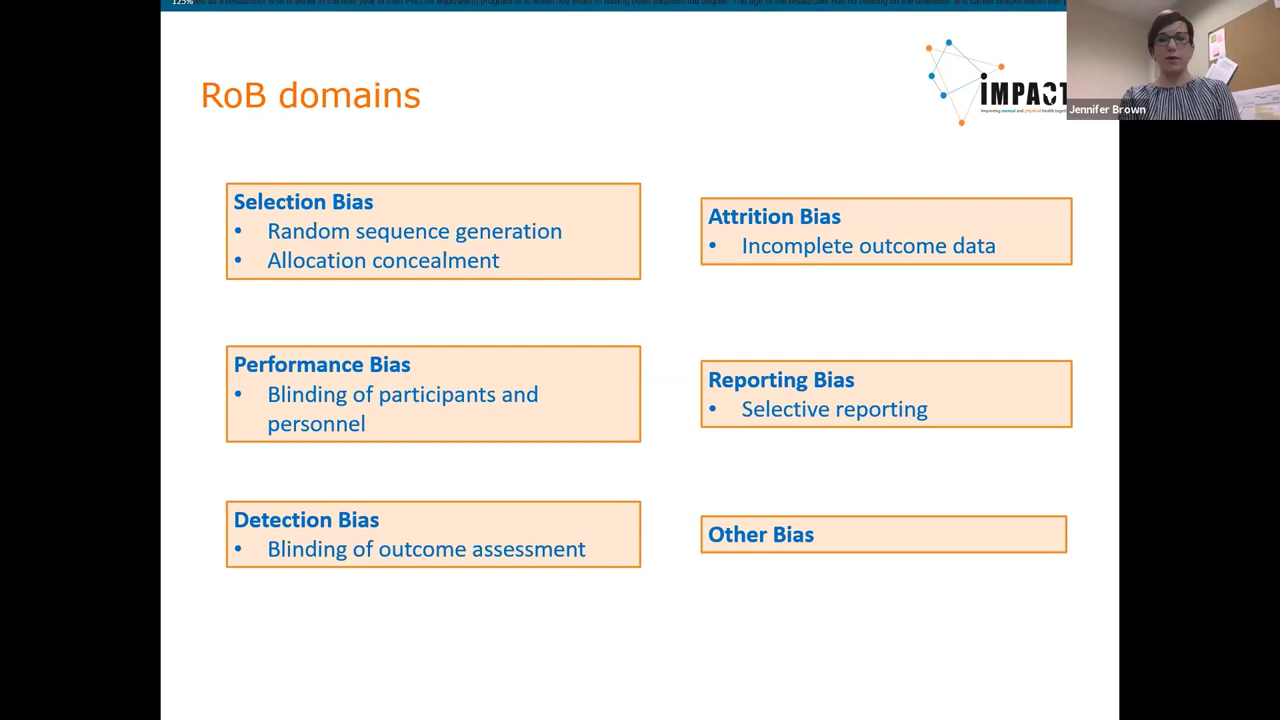 125%
RoB domains
iMPACT
Jennifer Brown
Selection Bias
• Random sequence generation
• Allocation concealment
Attrition Bias
• Incomplete outcome data
Performance Bias
• Blinding of participants and
personnel
Reporting Bias
• Selective reporting
Detection Bias
• Blinding of outcome assessment
Other Bias